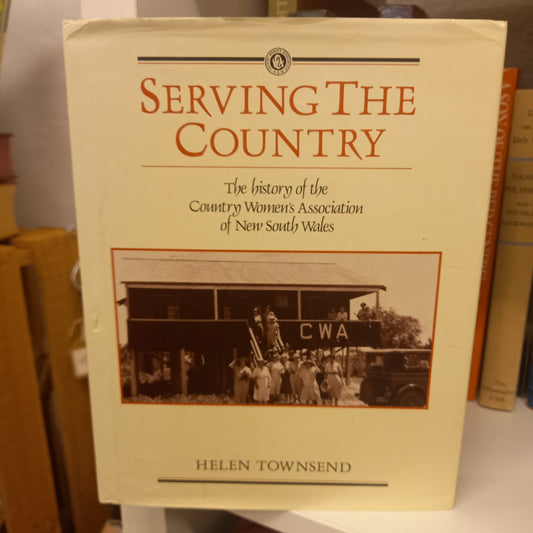 SERVING THE
COUNTRY
The history of the
Country Women's Association
of New South Wales
CWA
HELEN TOWNSEND